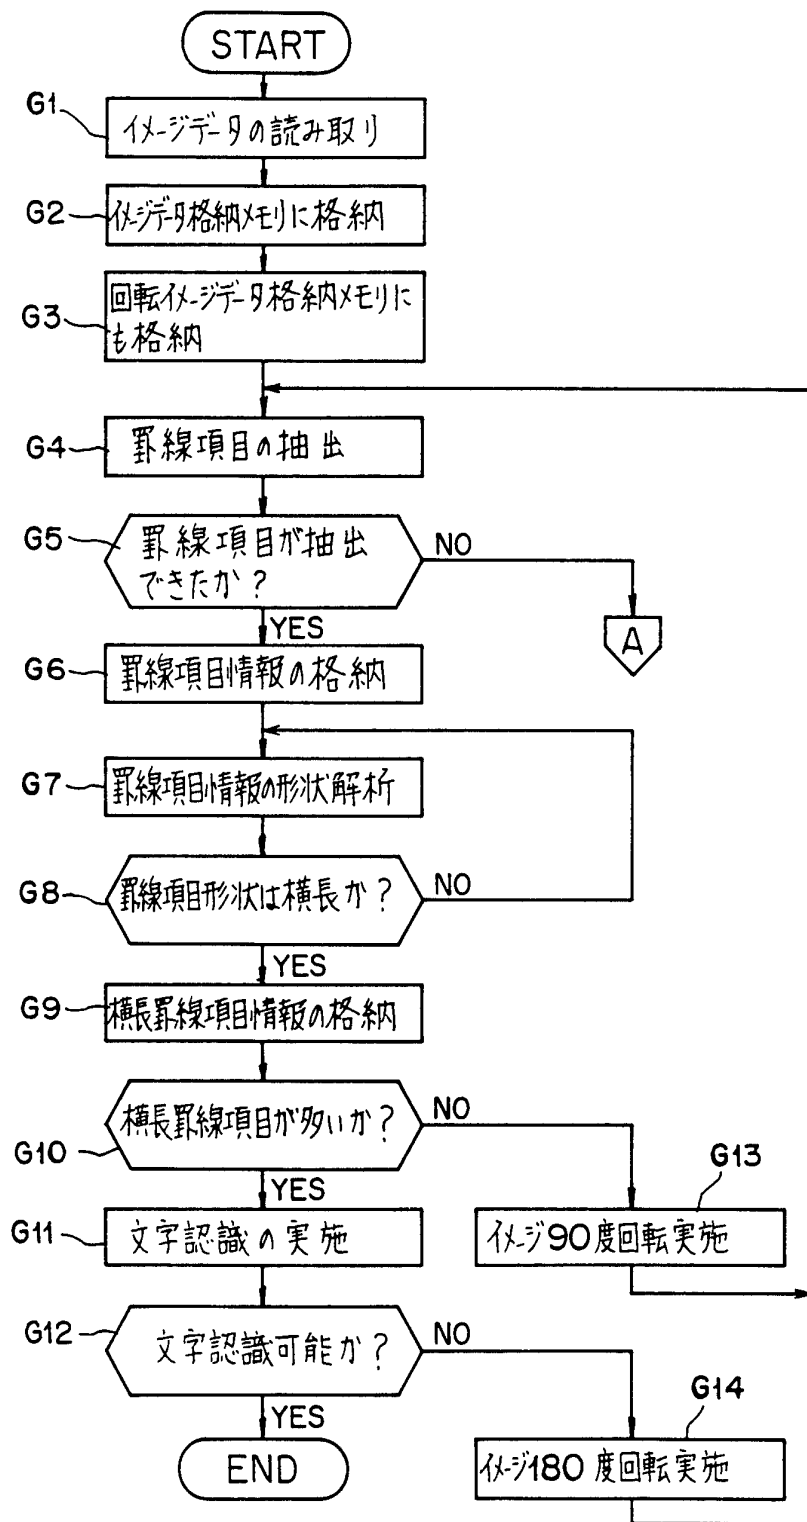 START
G1
イメージデータの読み取り
G2
イメージデータ格納メモリに格納
G3
回転イメージデータ格納メモリに
も格納
G4
罫線項目の抽出
G5
罫線項目が抽出
できたか?
NO
A
YES
G6
罫線項目情報の格納
G7
罫線項目情報の形状解析
G8
罫線項目形状は横長か?
NO
YES
G9
横長罫線項目情報の格納
G10
横長罫線項目が多いか?
NO
YES
G13
G11
文字認識の実施
イメージ90度回転実施
G12
文字認識可能か?
NO
YES
G14
END
イメージ180度回転実施